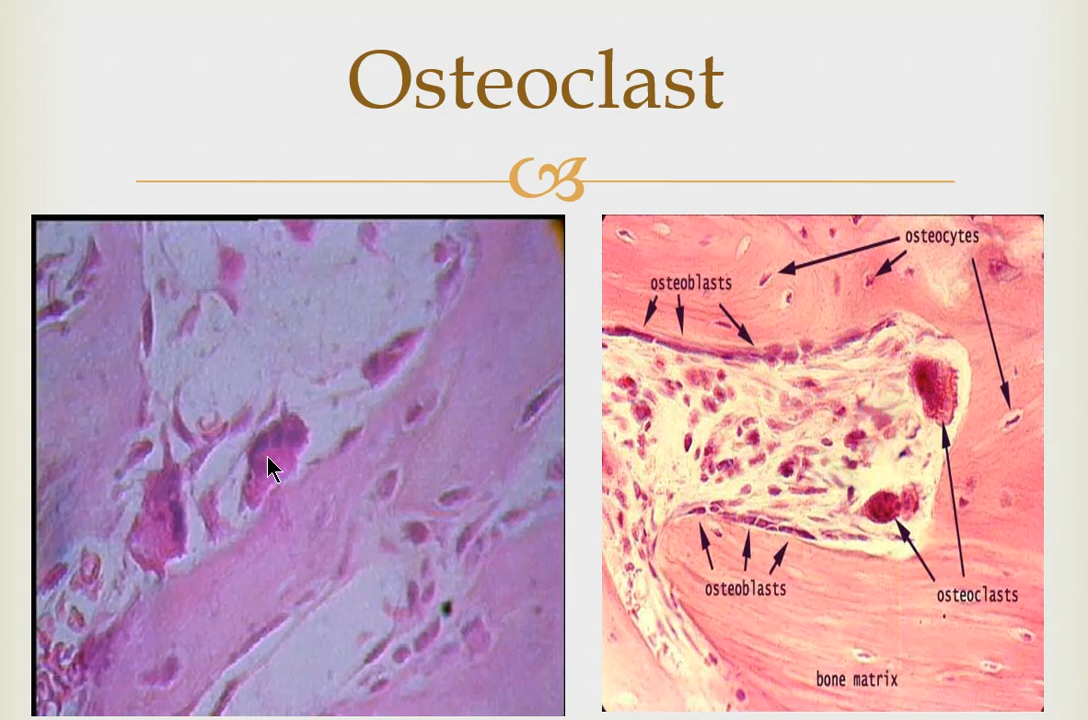 Osteoclast
osteocytes
osteoblasts
osteoblasts
osteoclasts
bone matrix